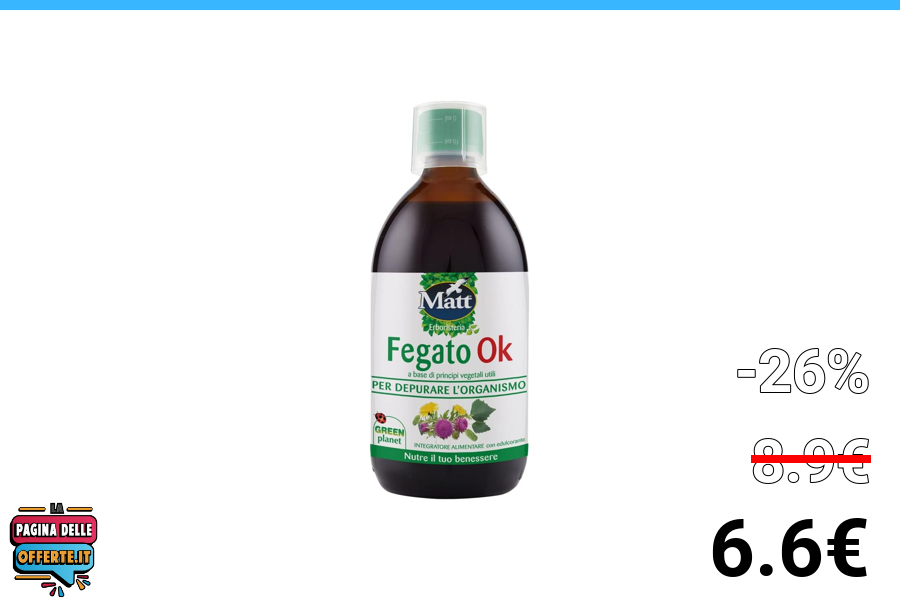 Matt
Erboristeria
Fegato Ok
a base di principi vegetali utili
PER DEPURARE L'ORGANISMO
GREEN
planet
INTEGRATORE ALIMENTARE con edulcorante
Nutre il tuo benessere
-26%
8.9€
6.6€
LA
PAGINA DELLE
OFFERTE.IT